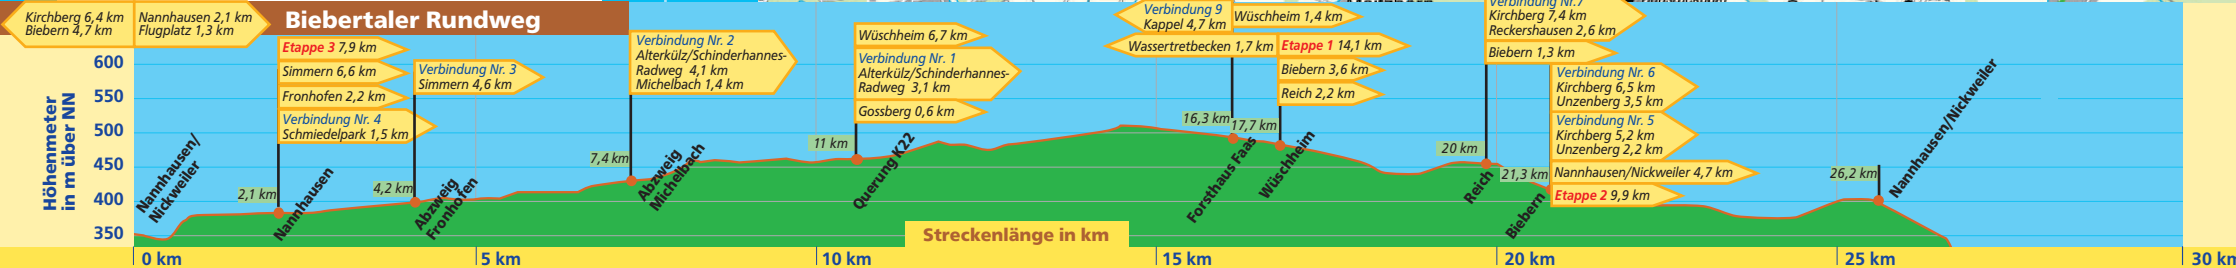 Kirchberg 6,4 km
Biebern 4,7 km
Nannhausen 2,1 km
Flugplatz 1,3 km
Biebertaler Rundweg
Etappe 3 7,9 km
Simmern 6,6 km
Fronhofen 2,2 km
Verbindung Nr. 4
Schmiedelpark 1,5 km
Verbindung Nr. 3
Simmern 4,6 km
Verbindung Nr. 2
Alterkülz/Schinderhannes-
Radweg 4,1 km
Michelbach 1,4 km
Wüschheim 6,7 km
Verbindung Nr. 1
Alterkülz/Schinderhannes-
Radweg 3,1 km
Gossberg 0,6 km
Verbindung 9
Kappel 4,7 km
Wüschheim 1,4 km
Wassertretbecken 1,7 km
Etappe 1 14,1 km
Biebern 3,6 km
Reich 2,2 km
Verbindung Nr.7
Kirchberg 7,4 km
Reckershausen 2,6 km
Biebern 1,3 km
Verbindung Nr. 6
Kirchberg 6,5 km
Unzenberg 3,5 km
Verbindung Nr. 5
Kirchberg 5,2 km
Unzenberg 2,2 km
Nannhausen/Nickweiler 4,7 km
Etappe 2 9,9 km
Höhenmeter
in m über NN
600
550
500
450
400
350
Nannhausen/
Nickweiler
2,1 km
Nannhausen
4,2 km
Abzweig
Fronhofen
7,4 km
Abzweig
Michelbach
11 km
Querung K22
16,3 km
Forsthaus Faas
17,7 km
Wüschheim
20 km
Reich
21,3 km
Biebern
26,2 km
Nannhausen/Nickweiler
Streckenlänge in km
0 km
5 km
10 km
15 km
20 km
25 km
30 km